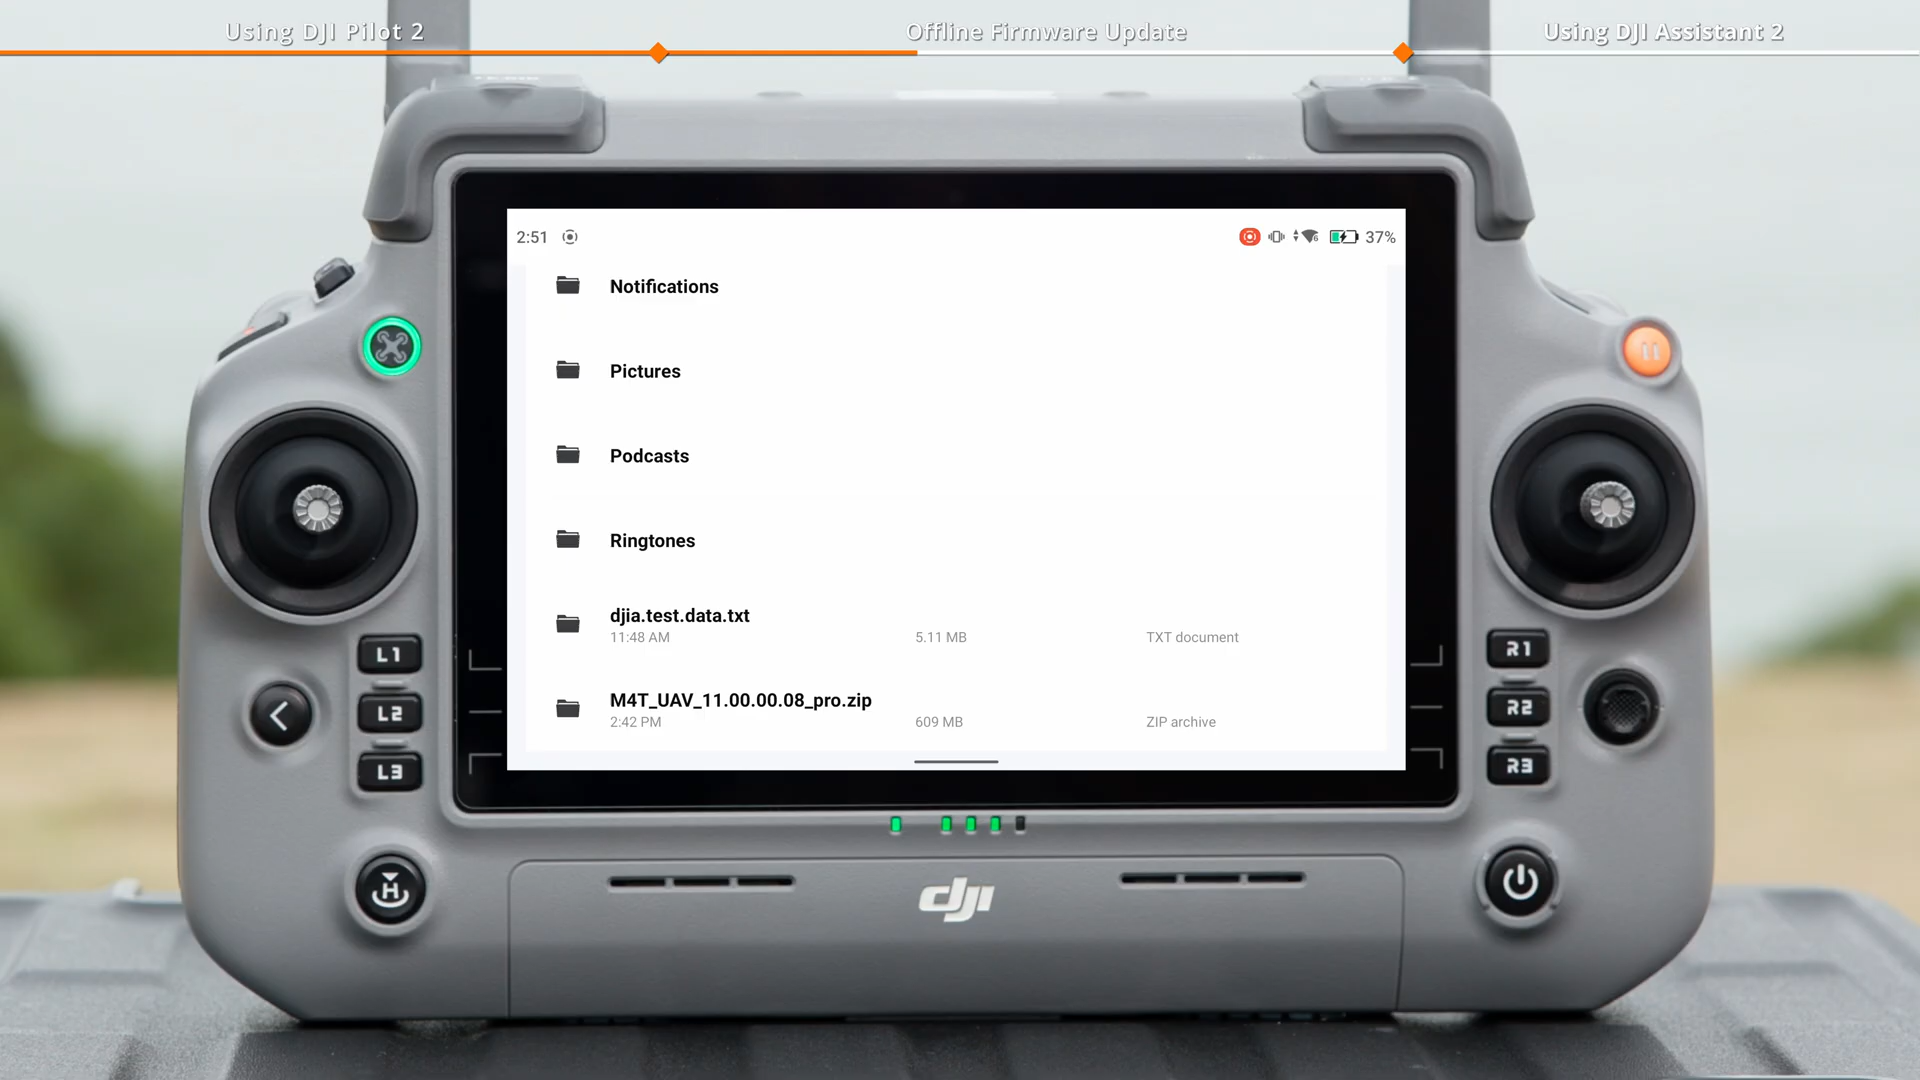 Using DJI Pilot 2
Offline Firmware Update
Using DJI Assistant 2
2:51
37%
Notifications
Pictures
Podcasts
Ringtones
djia.test.data.txt
11:48 AM
5.11 MB
TXT document
M4T_UAV_11.00.00.08_pro.zip
2:42 PM
609 MB
ZIP archive
L1
L2
L3
R1
R2
R3
H
dji